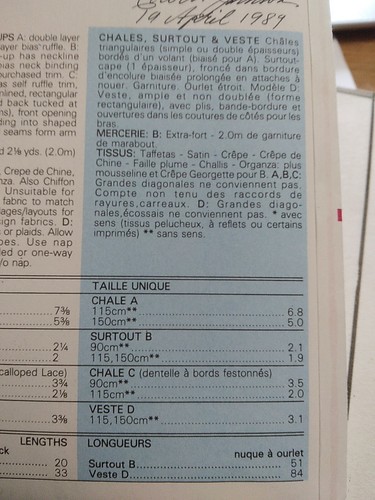 19 April 1989
UPS A: double layer
ayer bias ruffle. B:
-up has neckline
bias neck binding
urchased trim. C:
as self ruffle trim,
nlined, rectangular
d back tucked at
s), front opening
ding into shaped
seams form arm
d 2⅛ yds. (2.0m)
Crepe de Chine,
nza. Also Chiffon
Unsuitable for
fabric to match
ages/layouts for
sign fabrics. D:
or plaids. Allow
pes. Use nap
led or one-way
/o nap.
7⅜
5⅝
2¼
2
calloped Lace)
3¾
2⅛
3⅜
LENGTHS
ck
20
33
CHALES, SURTOUT & VESTE Châles
triangulaires (simple ou double épaisseurs)
bordés d'un volant (biaisé pour A). Surtout-
cape (1 épaisseur), froncé dans bordure
d'encolure biaisée prolongée en attaches à
nouer. Garniture. Ourlet étroit. Modèle D:
Veste, ample et non doublée (forme
rectangulaire), avec plis, bande-bordure et
ouvertures dans les coutures de côtés pour les
bras.
MERCERIE: B: Extra-fort - 2.0m de garniture
de marabout.
TISSUS: Taffetas - Satin - Crêpe - Crêpe de
Chine - Faille plume - Challis - Organza: plus
mousseline et Crêpe Georgette pour B. A,B,C:
Grandes diagonales ne conviennent pas.
Compte non tenu des raccords de
rayures,carreaux. D: Grandes diago-
nales,écossais ne conviennent pas. * avec
sens (tissus pelucheux, à reflets ou certains
imprimés) ** sans sens.
TAILLE UNIQUE
CHALE A
115cm** 6.8
150cm** 5.0
SURTOUT B
90cm** 2.1
115,150cm** 1.9
CHALE C (dentelle à bords festonnés)
90cm** 3.5
115cm** 2.0
VESTE D
115,150cm** 3.1
LONGUEURS
nuque à ourlet
Surtout B 51
Veste D 84